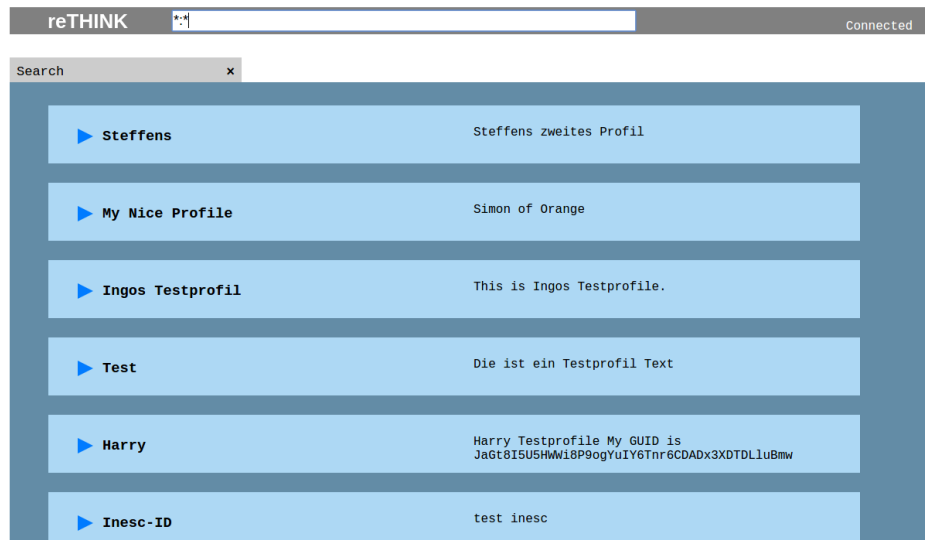 reTHINK
*:*
Connected
Search ×
Steffens
Steffens zweites Profil
My Nice Profile
Simon of Orange
Ingos Testprofil
This is Ingos Testprofile.
Test
Die ist ein Testprofil Text
Harry
Harry Testprofile My GUID is
JaGt8I5U5HWWi8P9ogYuIY6Tnr6CDADx3XDTDLluBmw
Inesc-ID
test inesc